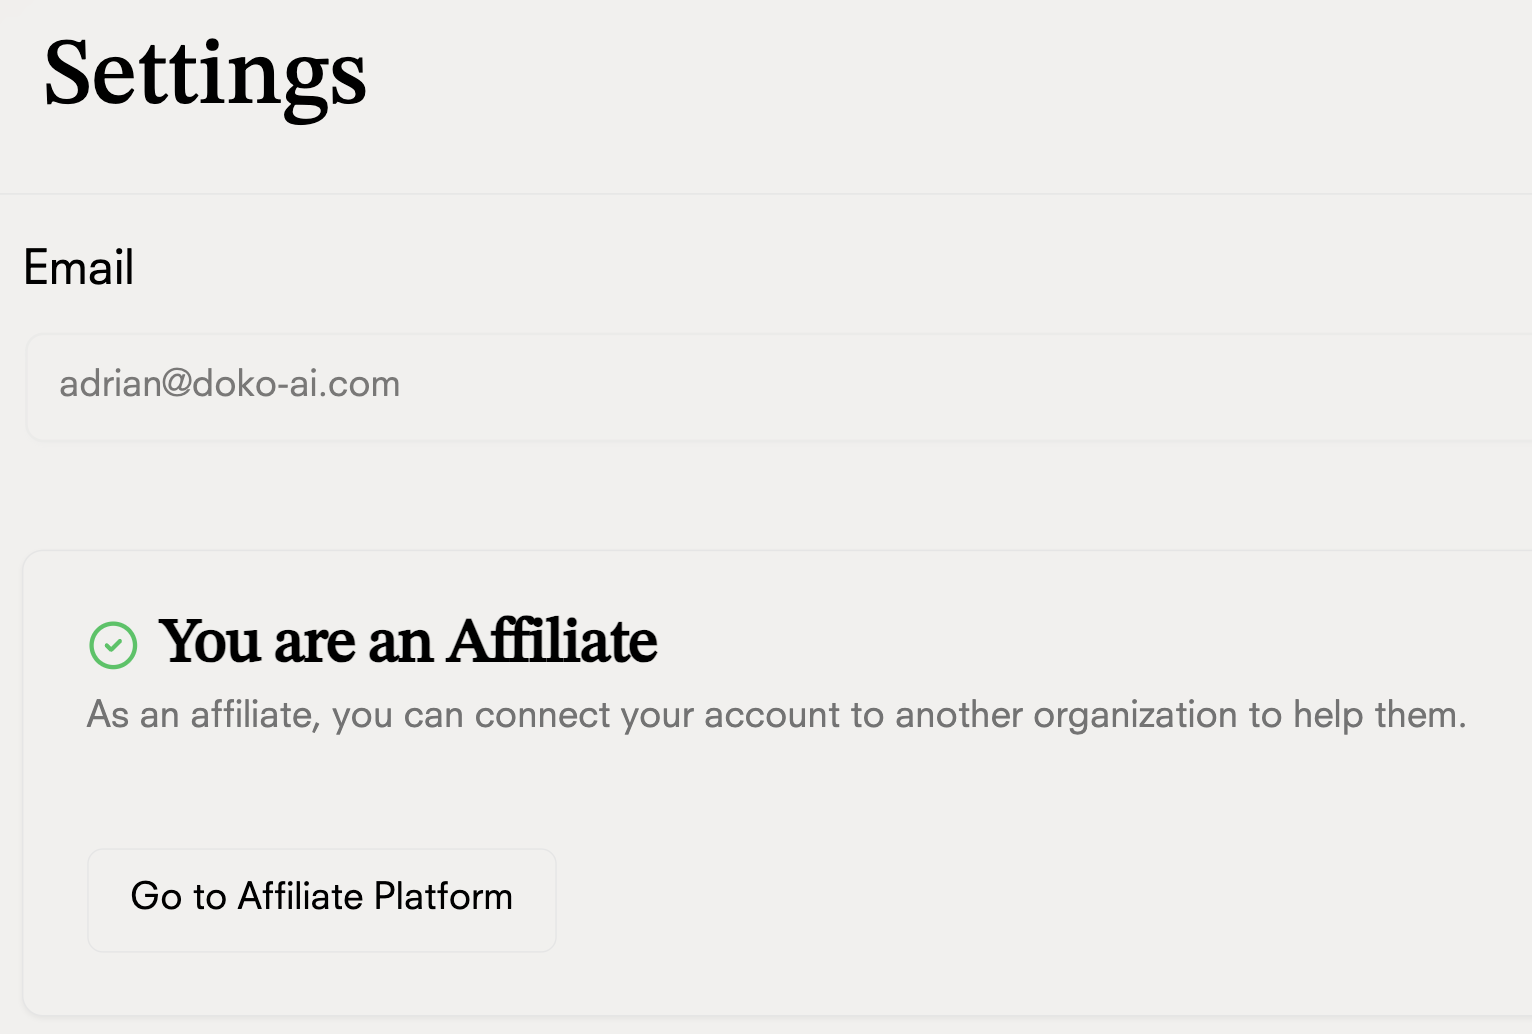 Settings
Email
adrian@doko-ai.com
You are an Affiliate
As an affiliate, you can connect your account to another organization to help them.
Go to Affiliate Platform